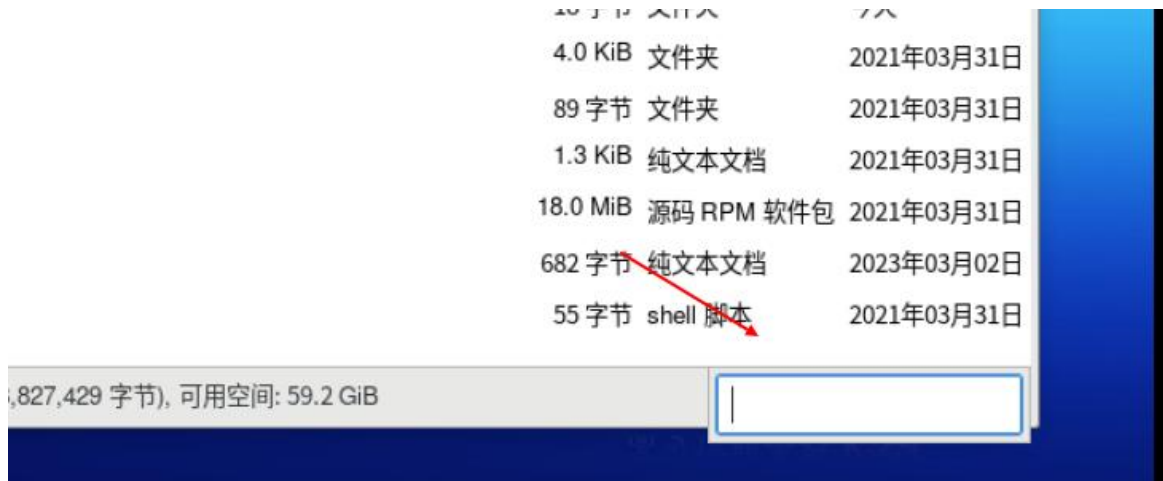 4.0 KiB 文件夹 2021年03月31日
89 字节 文件夹 2021年03月31日
1.3 KiB 纯文本文档 2021年03月31日
18.0 MiB 源码 RPM 软件包 2021年03月31日
682 字节 纯文本文档 2023年03月02日
55 字节 shell 脚本 2021年03月31日
,827,429 字节), 可用空间: 59.2 GiB